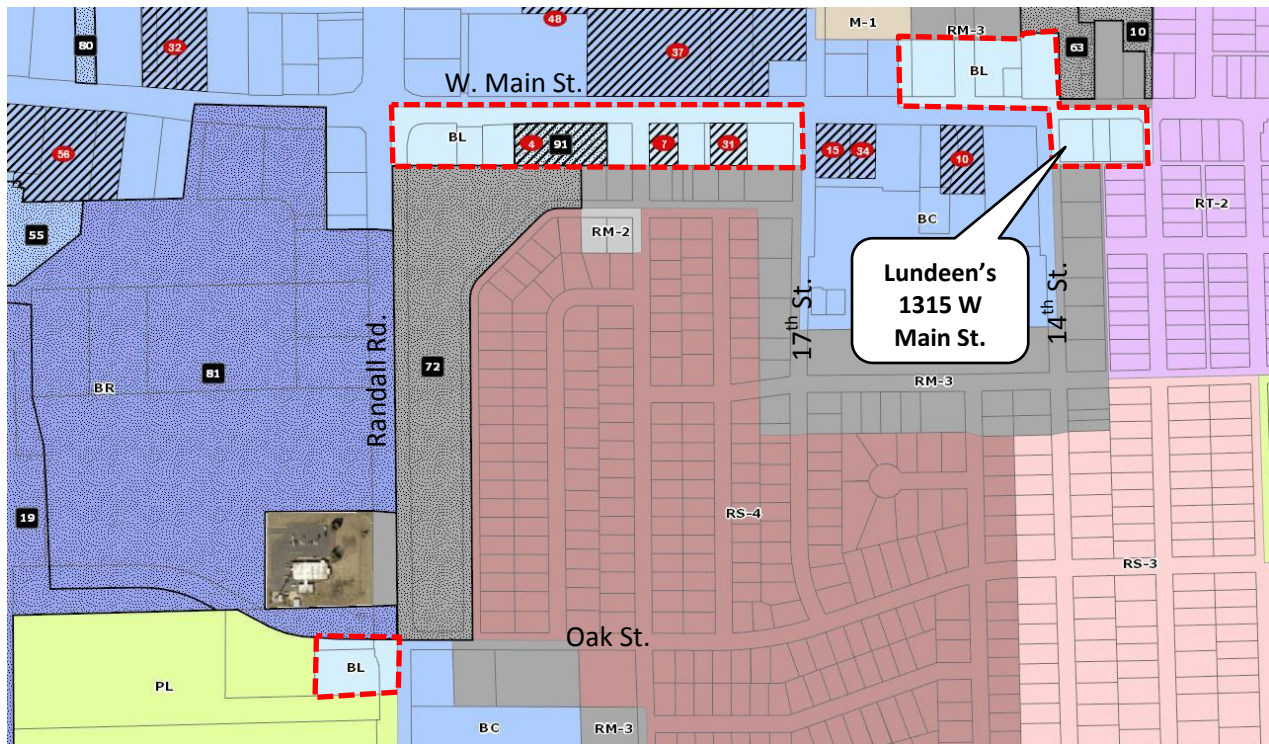 80
32
48
37
M-1
RM-3
63
10
BL
W. Main St.
56
BL
4
91
7
31
15
34
10
RT-2
55
RM-2
BC
Lundeen's
1315 W
Main St.
17th St.
14th St.
Randall Rd.
BR
81
72
RM-3
19
RS-4
RS-3
Oak St.
BL
PL
BC
RM-3